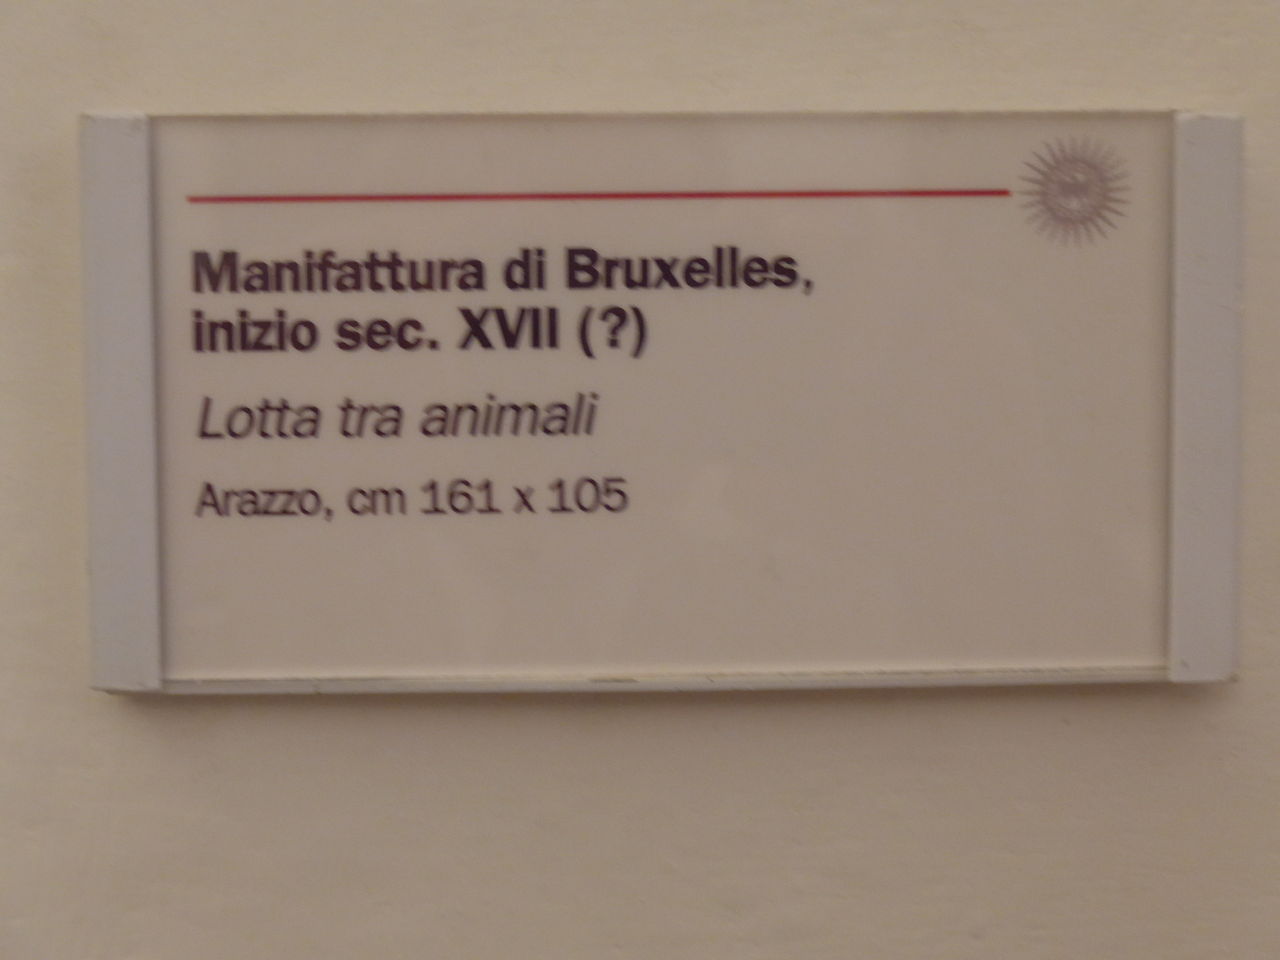 Manifattura di Bruxelles,
inizio sec. XVII (?)
Lotta tra animali
Arazzo, cm 161 x 105